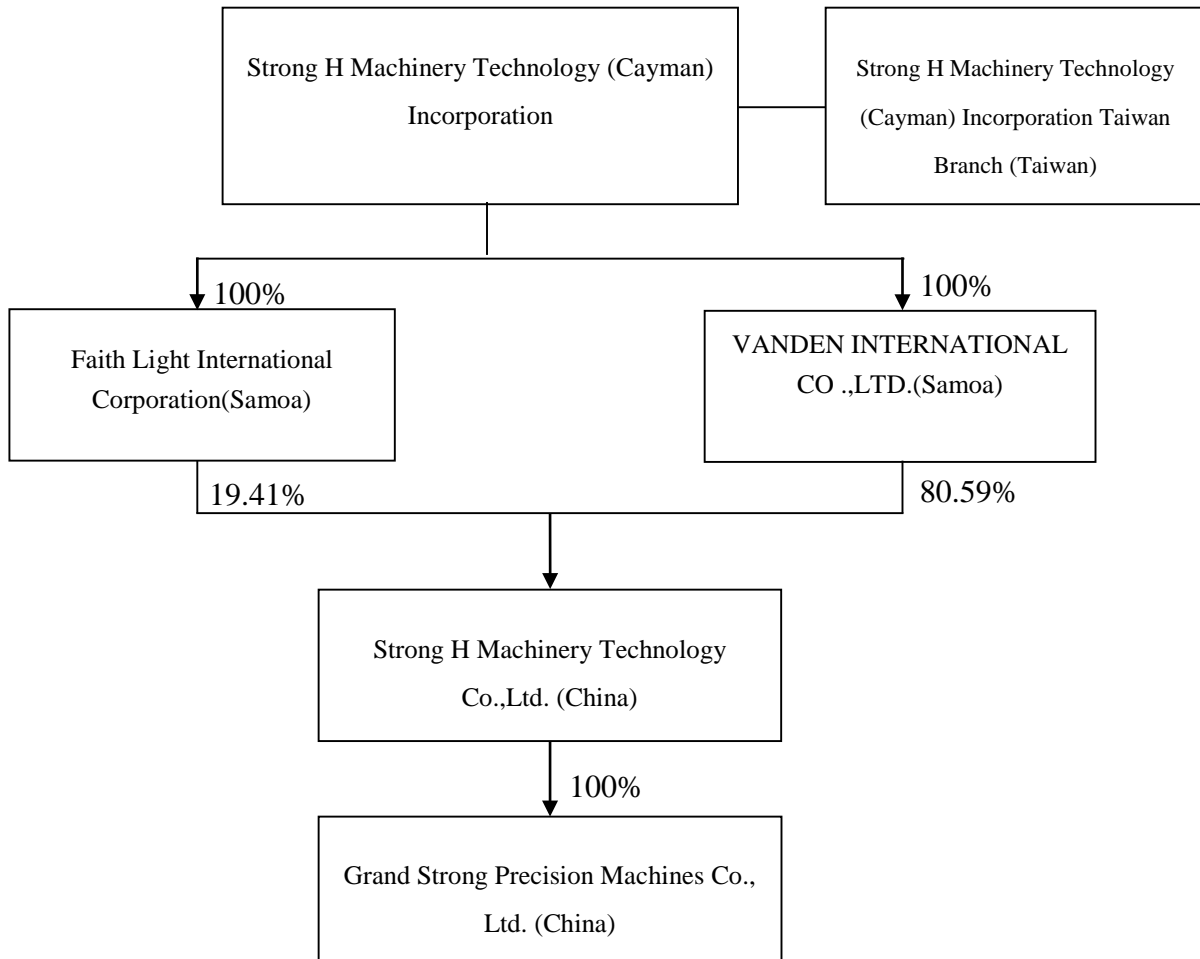 Strong H Machinery Technology (Cayman)
Incorporation
Strong H Machinery Technology
(Cayman) Incorporation Taiwan
Branch (Taiwan)
100%
100%
Faith Light International
Corporation(Samoa)
VANDEN INTERNATIONAL
CO .,LTD.(Samoa)
19.41%
80.59%
Strong H Machinery Technology
Co.,Ltd. (China)
100%
Grand Strong Precision Machines Co.,
Ltd. (China)